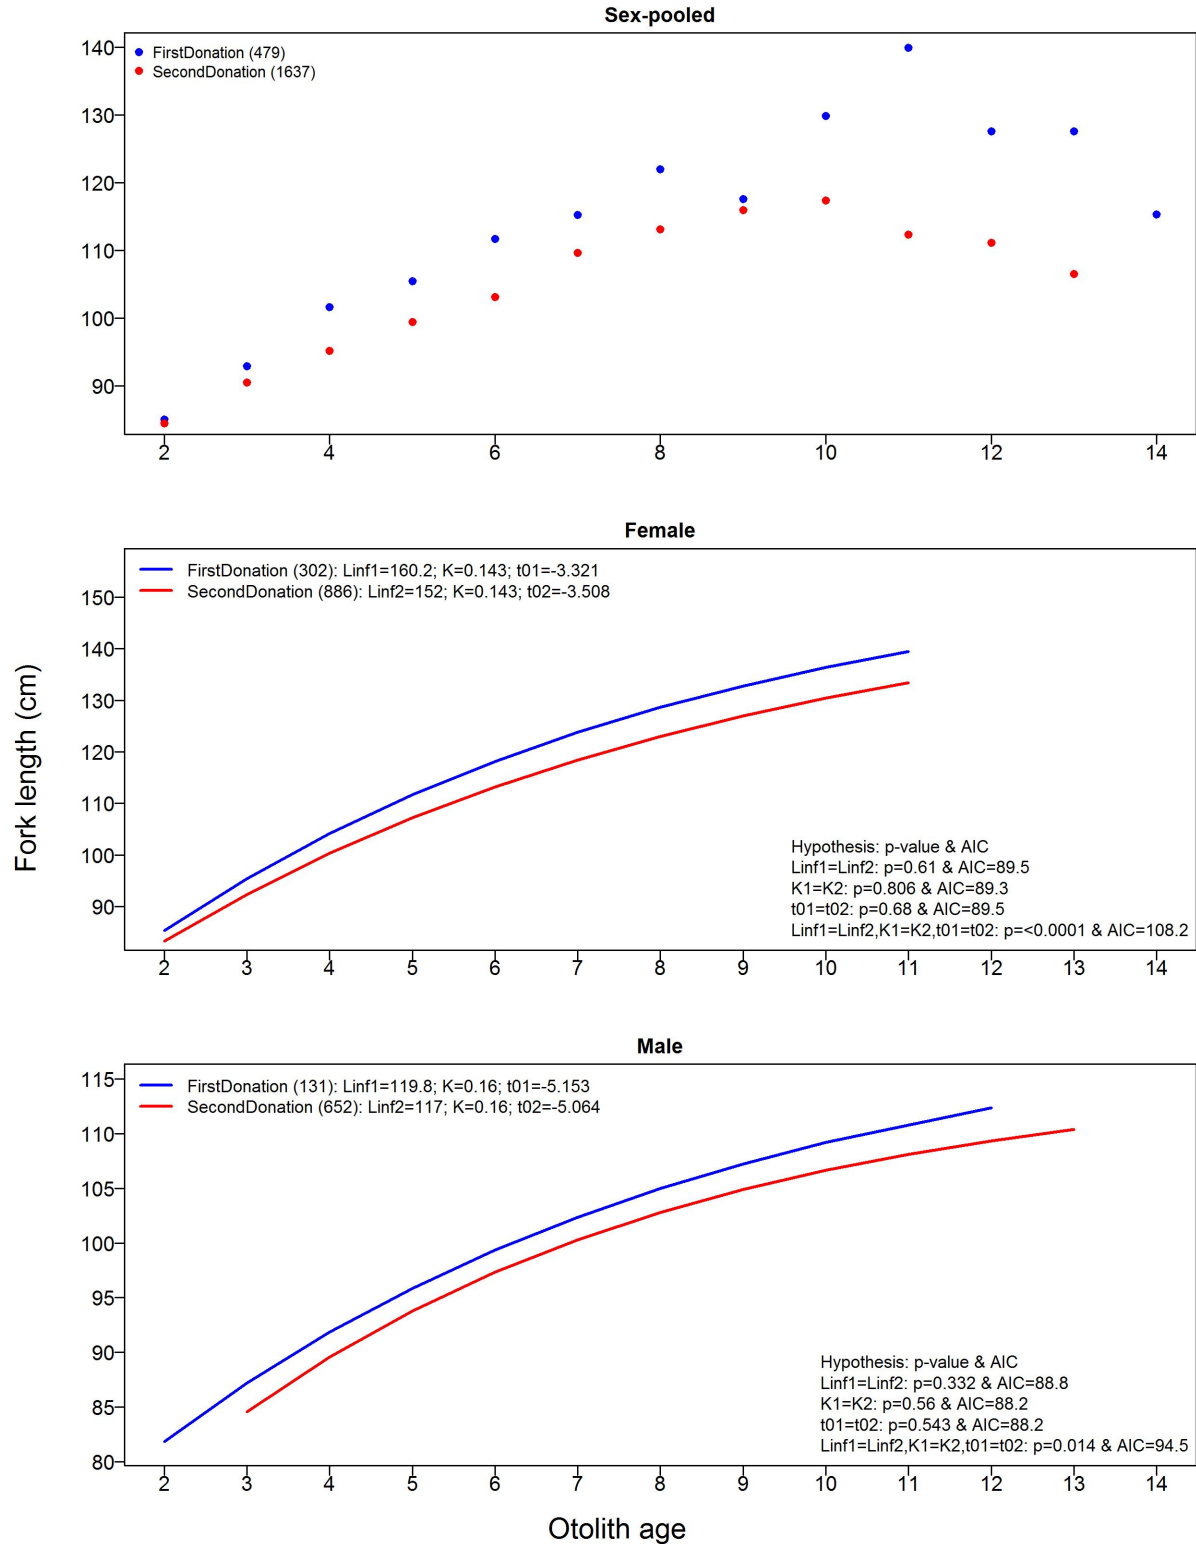 Sex-pooled
FirstDonation (479)
SecondDonation (1637)
140
130
120
110
100
90
2 4 6 8 10 12 14
Female
FirstDonation (302): Linf1=160.2; K=0.143; t01=-3.321
SecondDonation (886): Linf2=152; K=0.143; t02=-3.508
150
140
130
120
110
100
90
Hypothesis: p-value & AIC
Linf1=Linf2: p=0.61 & AIC=89.5
K1=K2: p=0.806 & AIC=89.3
t01=t02: p=0.68 & AIC=89.5
Linf1=Linf2,K1=K2,t01=t02: p=<0.0001 & AIC=108.2
2 3 4 5 6 7 8 9 10 11 12 13 14
Fork length (cm)
Male
FirstDonation (131): Linf1=119.8; K=0.16; t01=-5.153
SecondDonation (652): Linf2=117; K=0.16; t02=-5.064
115
110
105
100
95
90
85
80
Hypothesis: p-value & AIC
Linf1=Linf2: p=0.332 & AIC=88.8
K1=K2: p=0.56 & AIC=88.2
t01=t02: p=0.543 & AIC=88.2
Linf1=Linf2,K1=K2,t01=t02: p=0.014 & AIC=94.5
2 3 4 5 6 7 8 9 10 11 12 13 14
Otolith age